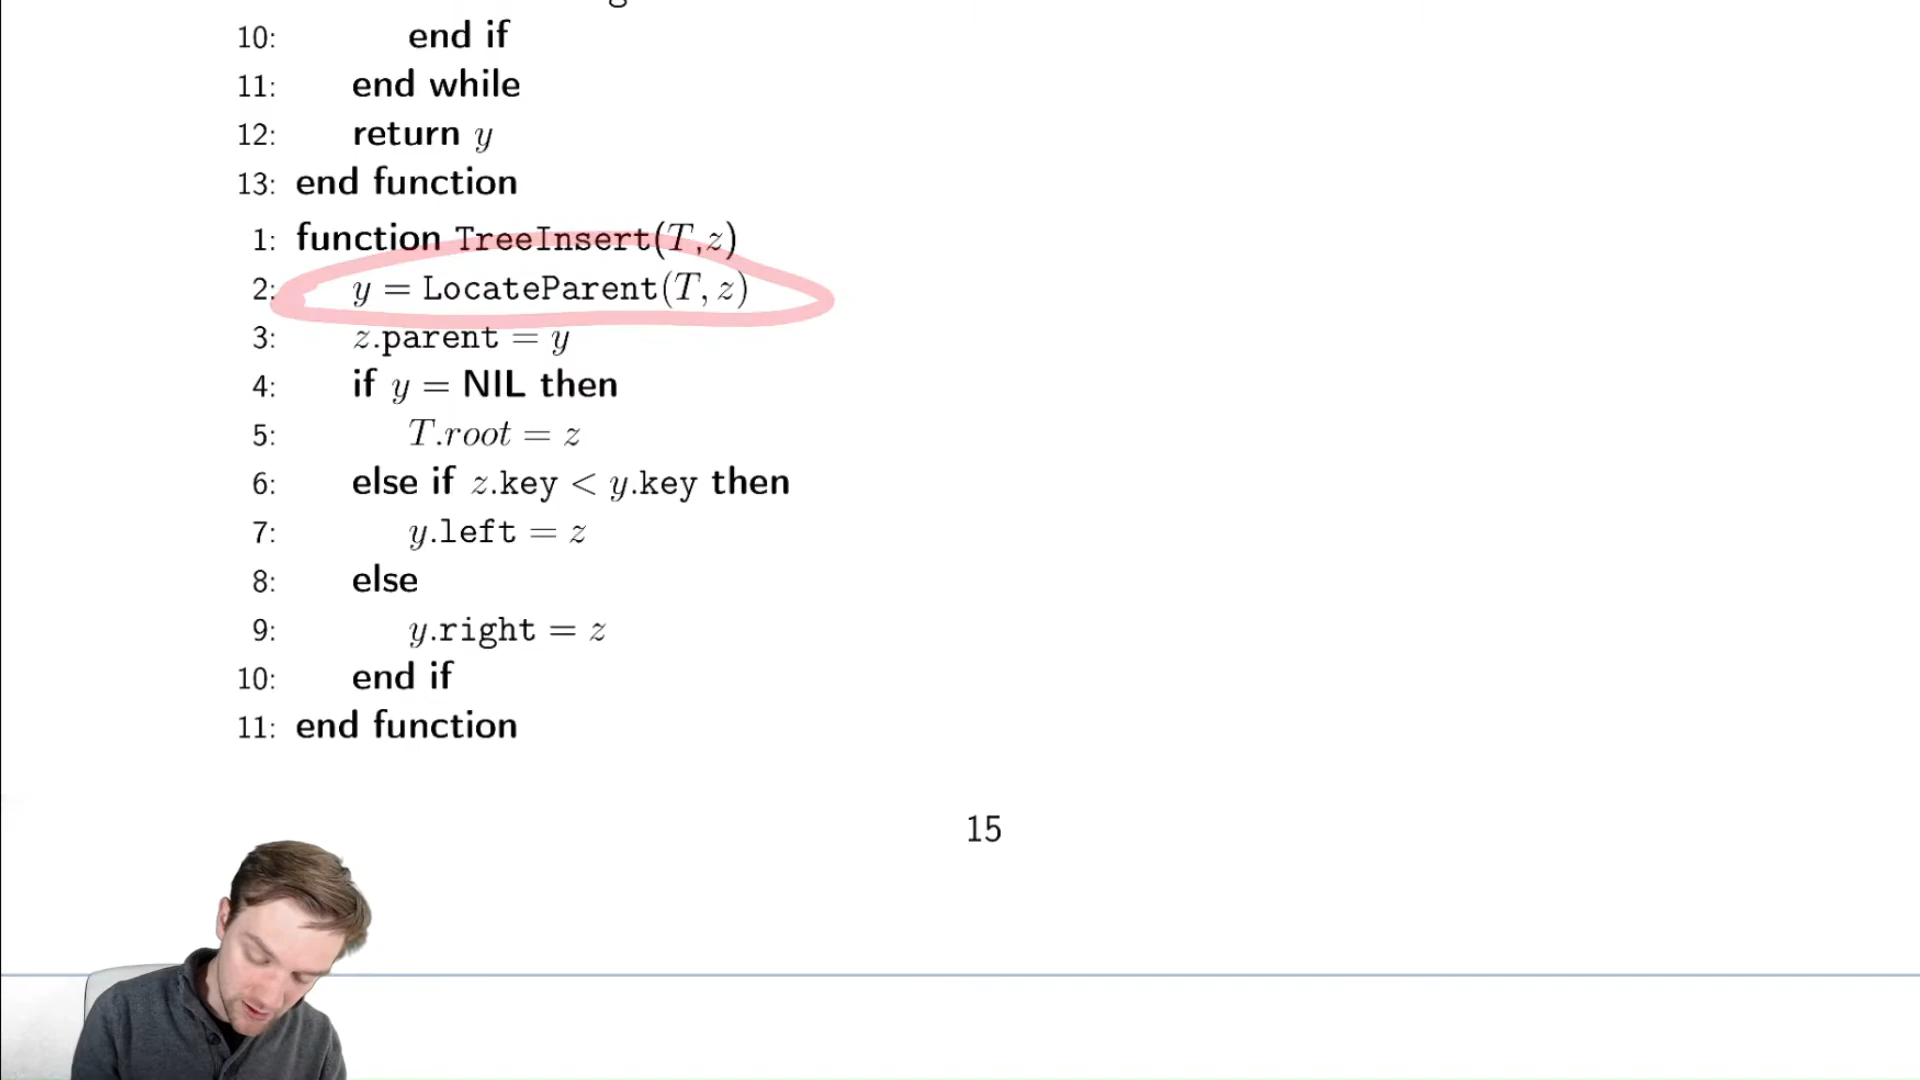 10: end if
11: end while
12: return y
13: end function
1: function TreeInsert(T,z)
2: y = LocateParent(T, z)
3: z.parent = y
4: if y = NIL then
5: T.root = z
6: else if z.key < y.key then
7: y.left = z
8: else
9: y.right = z
10: end if
11: end function
15